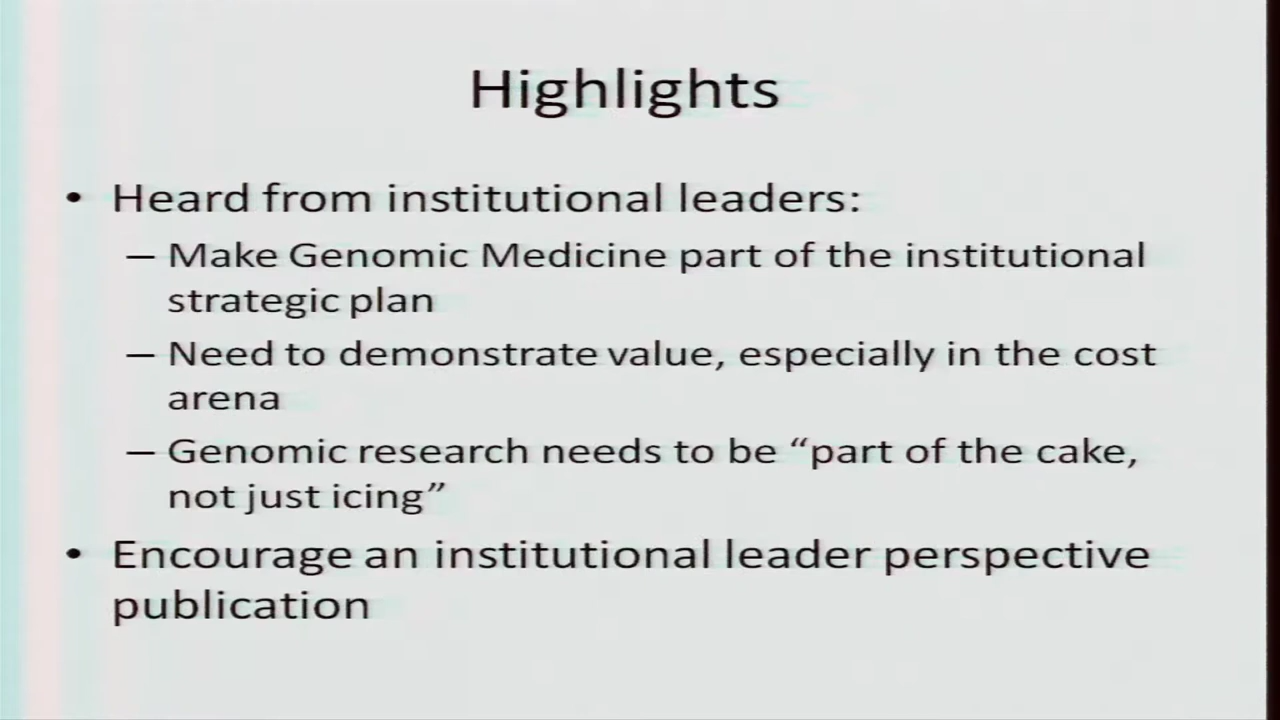 Highlights
• Heard from institutional leaders:
– Make Genomic Medicine part of the institutional
strategic plan
– Need to demonstrate value, especially in the cost
arena
– Genomic research needs to be “part of the cake,
not just icing”
• Encourage an institutional leader perspective
publication